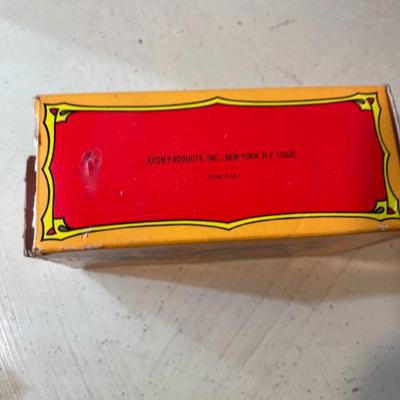 AVON PRODUCTS, INC., NEW YORK, N.Y. 10020